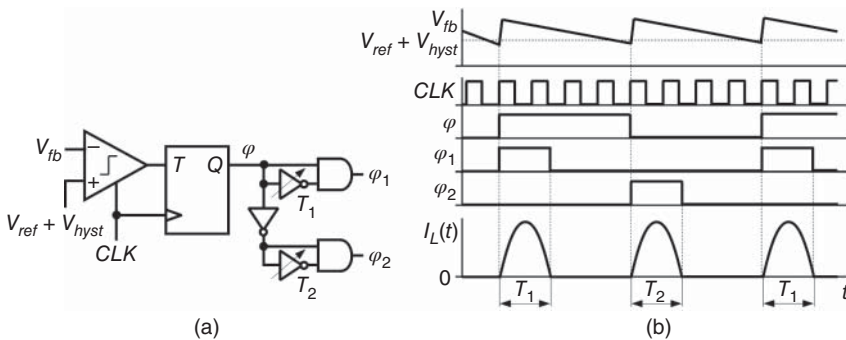 V_fb
V_ref + V_hyst
CLK
T
Q
φ
T_1
φ_1
T_2
φ_2
(a)
V_fb
V_ref + V_hyst
CLK
φ
φ_1
φ_2
I_L(t)
0
T_1
T_2
T_1
t
(b)